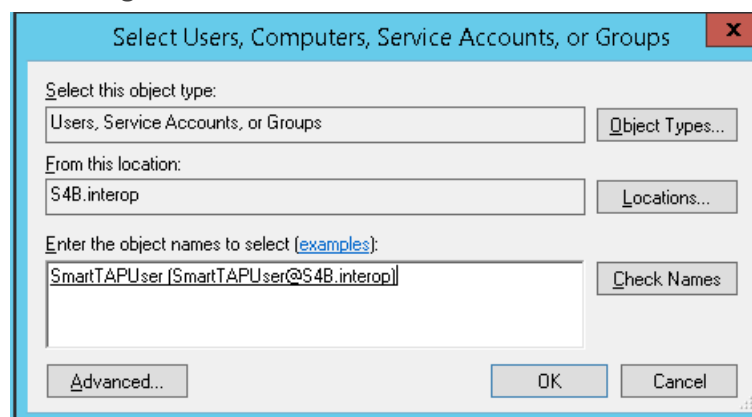 Select Users, Computers, Service Accounts, or Groups
x
Select this object type:
Users, Service Accounts, or Groups
Object Types...
From this location:
S4B.interop
Locations...
Enter the object names to select (examples):
SmartTAPUser (SmartTAPUser@S4B.interop)
Check Names
Advanced...
OK
Cancel